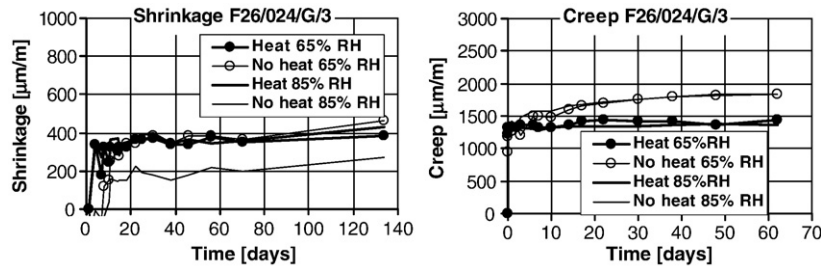 Shrinkage F26/024/G/3
Shrinkage [µm/m]
1000
800
600
400
200
0
Heat 65% RH
No heat 65% RH
Heat 85% RH
No heat 85% RH
0 20 40 60 80 100 120 140
Time [days]
Creep F26/024/G/3
Creep [µm/m]
3000
2500
2000
1500
1000
500
0
Heat 65%RH
No heat 65% RH
Heat 85%RH
No heat 85% RH
0 10 20 30 40 50 60 70
Time [days]